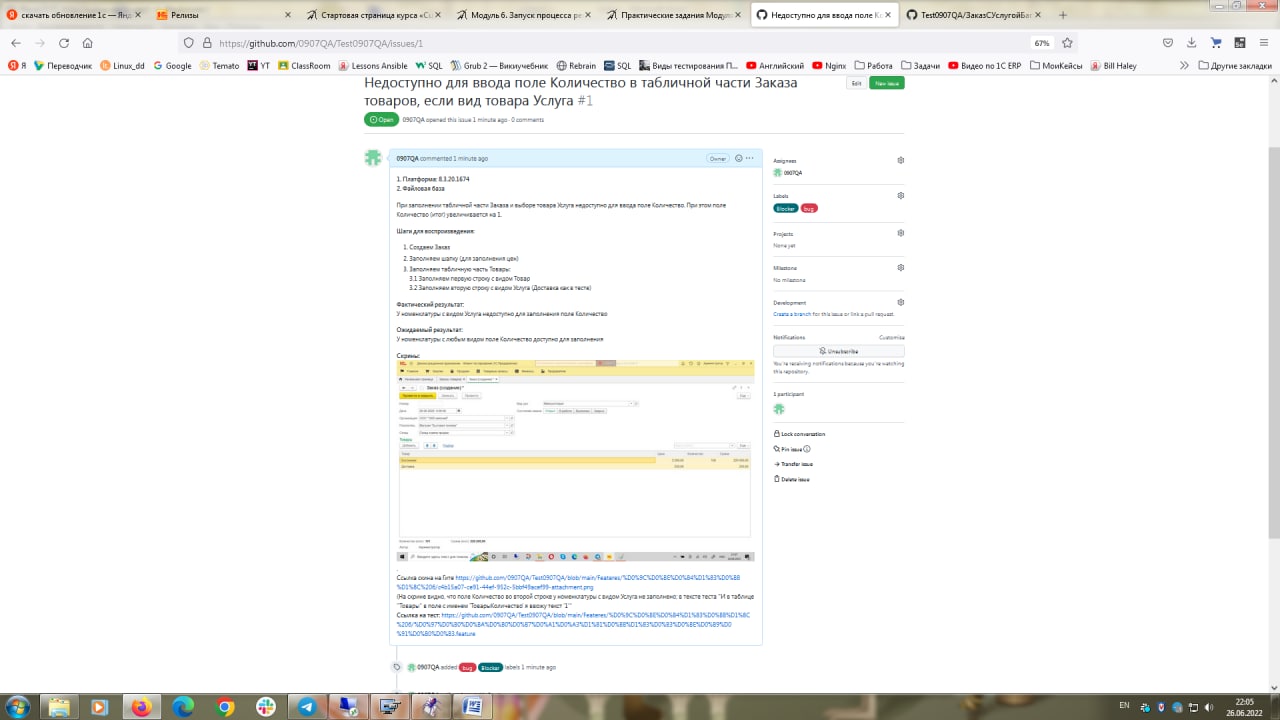 скачать обновление 1с — Янд
Релизы
Стартовая страница курса «Си
Модуль 6. Запуск процесса ре
Практические задания Модул
Недоступно для ввода поле Ко
Test0907QA/ЗаказСУслугойБаг
https://github.com/0907QA/Test0907QA/issues/1
67%
Я Переводчик Linux_dd Google Temato YT ClassRoom Lessons Ansible SQL Grub 2 — Викиучебник Rebrain SQL Виды тестирования П... Английский Nginx Работа Задачи Видео по 1С ERP МоиКейсы Bill Haley Другие закладки
Недоступно для ввода поле Количество в табличной части Заказа
товаров, если вид товара Услуга #1
Edit New issue
Open 0907QA opened this issue 1 minute ago · 0 comments
0907QA commented 1 minute ago
Owner
1. Платформа: 8.3.20.1674
2. Файловая база
При заполнении табличной части Заказа и выборе товара Услуга недоступно для ввода поле Количество. При этом поле
Количество (итог) увеличивается на 1.
Шаги для воспроизведения:
1. Создаем Заказ
2. Заполняем шапку (для заполнения цен)
3. Заполняем табличную часть Товары:
3.1 Заполняем первую строку с видом Товар
3.2 Заполняем вторую строку с видом Услуга (Доставка как в тесте)
Фактический результат:
У номенклатуры с видом Услуга недоступно для заполнения поле Количество
Ожидаемый результат:
У номенклатуры с любым видом поле Количество доступно для заполнения
Скрины:
Заказ (создание) *
Провести и закрыть
Товары
Добавить
Товар Цена Количество Сумма
Доставка
Ссылка скрина на Гите https://github.com/0907QA/Test0907QA/blob/main/Features/%D0%9C%D0%BE%D0%B4%D1%83%D0%BB
%D1%8C%206/c4b15a07-ce91-44ef-952c-5bbf49acef99-attachment.png
(На скрине видно, что поле Количество во второй строке у номенклатуры с видом Услуга не заполнено; в тексте теста "И в таблице
"Товары" в поле с именем 'ТоварыКоличество' я ввожу текст '1'"
Ссылка на тест: https://github.com/0907QA/Test0907QA/blob/main/Features/%D0%9C%D0%BE%D0%B4%D1%83%D0%BB%D1%8C
%206/%D0%97%D0%B0%D0%BA%D0%B0%D0%B7%D0%A1%D0%A3%D1%81%D0%BB%D1%83%D0%B3%D0%BE%D0%B9%D0
%91%D0%B0%D0%B3.feature
0907QA added bug Blocker labels 1 minute ago
Assignees
0907QA
Labels
Blocker bug
Projects
None yet
Milestone
No milestone
Development
Create a branch for this issue or link a pull request.
Notifications Customize
Unsubscribe
You're receiving notifications because you're watching
this repository.
1 participant
Lock conversation
Pin issue
Transfer issue
Delete issue
EN
22:05
26.06.2022